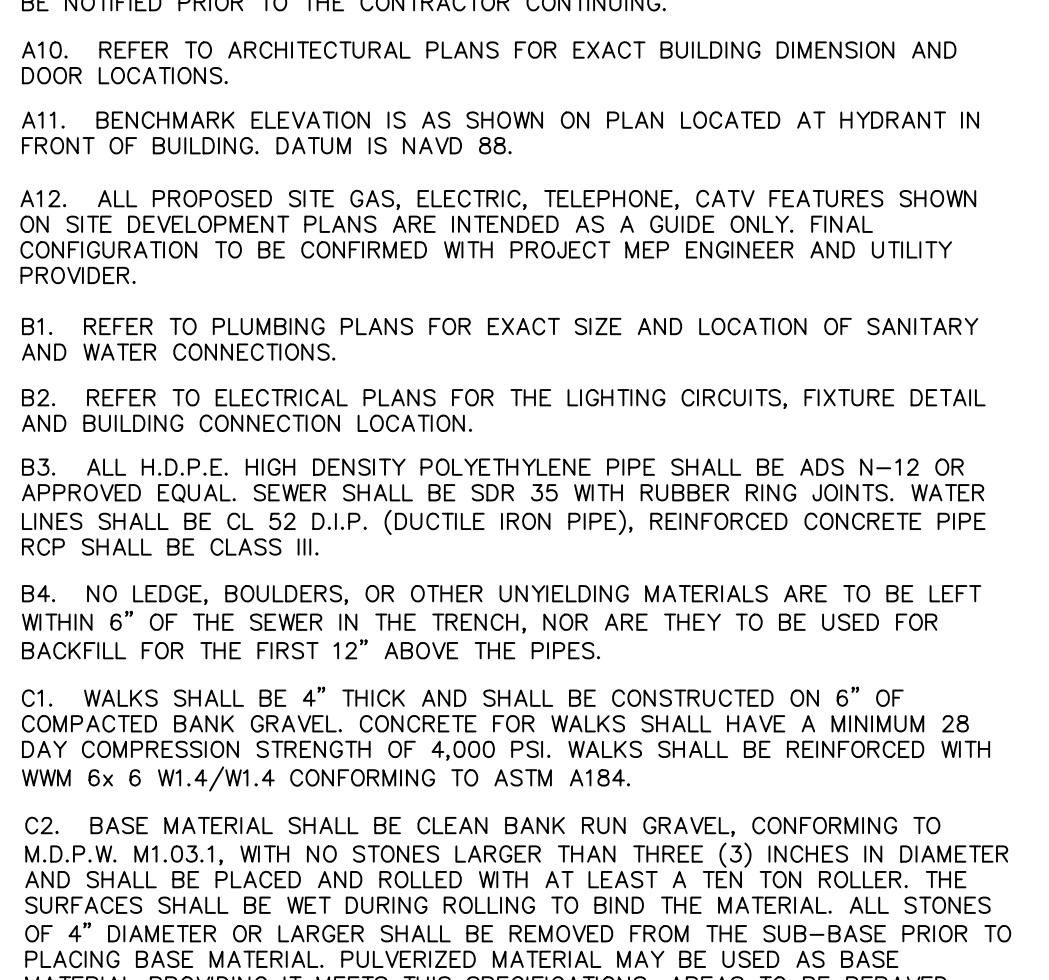 BE NOTIFIED PRIOR TO THE CONTRACTOR CONTINUING.
A10. REFER TO ARCHITECTURAL PLANS FOR EXACT BUILDING DIMENSION AND
DOOR LOCATIONS.
A11. BENCHMARK ELEVATION IS AS SHOWN ON PLAN LOCATED AT HYDRANT IN
FRONT OF BUILDING. DATUM IS NAVD 88.
A12. ALL PROPOSED SITE GAS, ELECTRIC, TELEPHONE, CATV FEATURES SHOWN
ON SITE DEVELOPMENT PLANS ARE INTENDED AS A GUIDE ONLY. FINAL
CONFIGURATION TO BE CONFIRMED WITH PROJECT MEP ENGINEER AND UTILITY
PROVIDER.
B1. REFER TO PLUMBING PLANS FOR EXACT SIZE AND LOCATION OF SANITARY
AND WATER CONNECTIONS.
B2. REFER TO ELECTRICAL PLANS FOR THE LIGHTING CIRCUITS, FIXTURE DETAIL
AND BUILDING CONNECTION LOCATION.
B3. ALL H.D.P.E. HIGH DENSITY POLYETHYLENE PIPE SHALL BE ADS N-12 OR
APPROVED EQUAL. SEWER SHALL BE SDR 35 WITH RUBBER RING JOINTS. WATER
LINES SHALL BE CL 52 D.I.P. (DUCTILE IRON PIPE), REINFORCED CONCRETE PIPE
RCP SHALL BE CLASS III.
B4. NO LEDGE, BOULDERS, OR OTHER UNYIELDING MATERIALS ARE TO BE LEFT
WITHIN 6" OF THE SEWER IN THE TRENCH, NOR ARE THEY TO BE USED FOR
BACKFILL FOR THE FIRST 12" ABOVE THE PIPES.
C1. WALKS SHALL BE 4" THICK AND SHALL BE CONSTRUCTED ON 6" OF
COMPACTED BANK GRAVEL. CONCRETE FOR WALKS SHALL HAVE A MINIMUM 28
DAY COMPRESSION STRENGTH OF 4,000 PSI. WALKS SHALL BE REINFORCED WITH
WWM 6x 6 W1.4/W1.4 CONFORMING TO ASTM A184.
C2. BASE MATERIAL SHALL BE CLEAN BANK RUN GRAVEL, CONFORMING TO
M.D.P.W. M1.03.1, WITH NO STONES LARGER THAN THREE (3) INCHES IN DIAMETER
AND SHALL BE PLACED AND ROLLED WITH AT LEAST A TEN TON ROLLER. THE
SURFACES SHALL BE WET DURING ROLLING TO BIND THE MATERIAL. ALL STONES
OF 4" DIAMETER OR LARGER SHALL BE REMOVED FROM THE SUB-BASE PRIOR TO
PLACING BASE MATERIAL. PULVERIZED MATERIAL MAY BE USED AS BASE
MATERIAL PROVIDING IT MEETS THIS SPECIFICATIONS. AREAS TO BE REPAVED